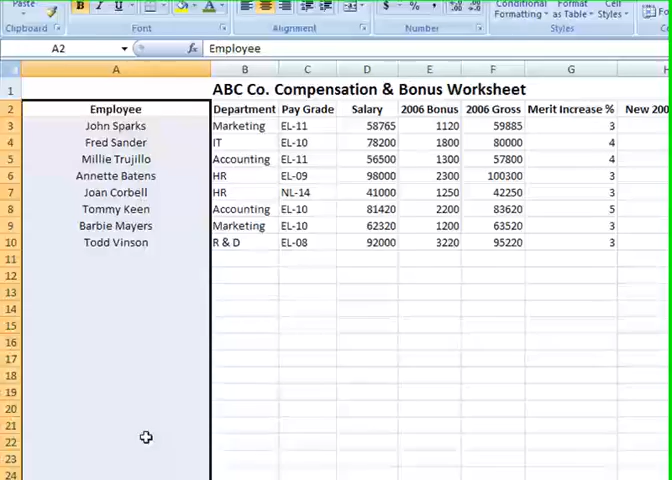 Paste
B I U
A
Conditional Format Cell
$ % ,
Formatting as Table Styles
Clipboard Font Alignment Number Styles
A2 fx Employee
A B C D E F G H
1 ABC Co. Compensation & Bonus Worksheet
2 Employee Department Pay Grade Salary 2006 Bonus 2006 Gross Merit Increase % New 200
3 John Sparks Marketing EL-11 58765 1120 59885 3
4 Fred Sander IT EL-10 78200 1800 80000 4
5 Millie Trujillo Accounting EL-11 56500 1300 57800 4
6 Annette Batens HR EL-09 98000 2300 100300 3
7 Joan Corbell HR NL-14 41000 1250 42250 3
8 Tommy Keen Accounting EL-10 81420 2200 83620 5
9 Barbie Mayers Marketing EL-10 62320 1200 63520 3
10 Todd Vinson R & D EL-08 92000 3220 95220 3
11
12
13
14
15
16
17
18
19
20
21
22
23
24